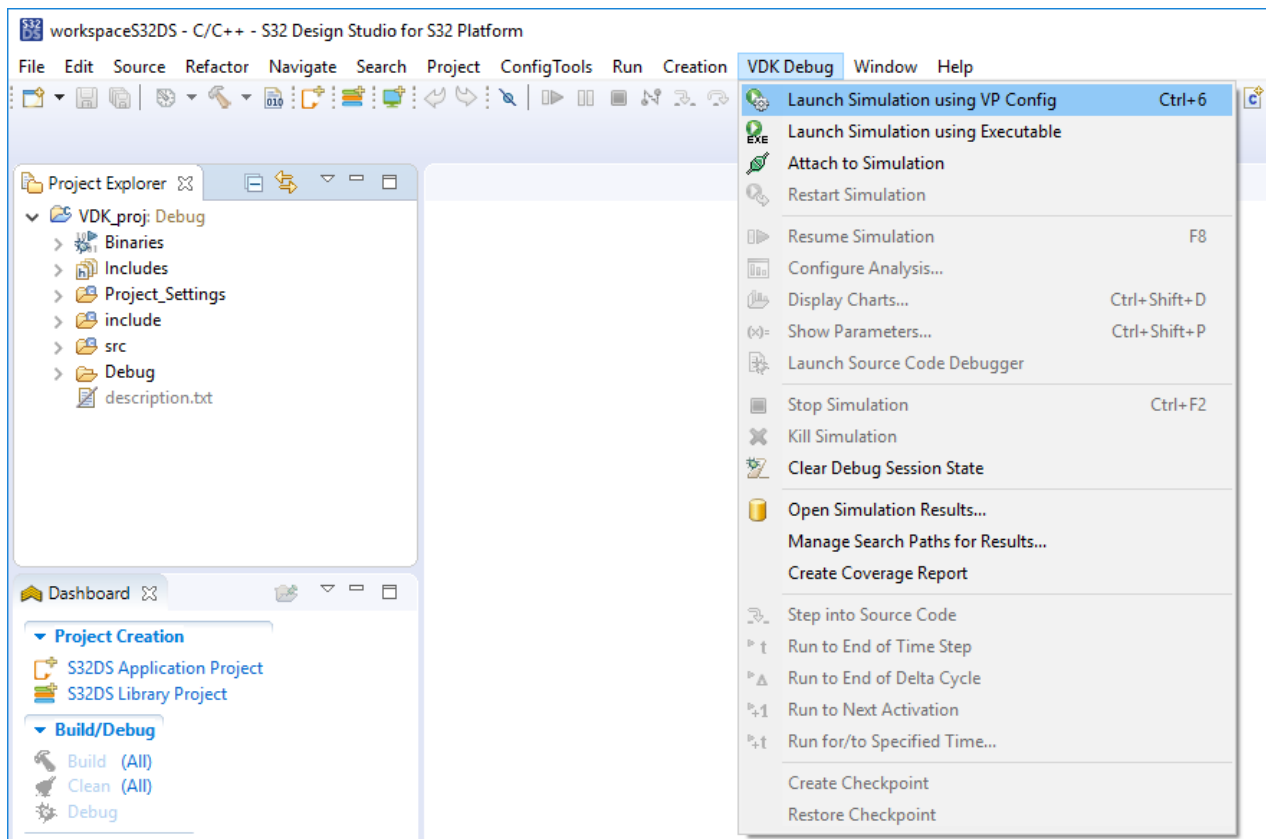 workspaceS32DS - C/C++ - S32 Design Studio for S32 Platform
File Edit Source Refactor Navigate Search Project ConfigTools Run Creation VDK Debug Window Help
Project Explorer
VDK_proj: Debug
Binaries
Includes
Project_Settings
include
src
Debug
description.txt
Dashboard
Project Creation
S32DS Application Project
S32DS Library Project
Build/Debug
Build (All)
Clean (All)
Debug
Launch Simulation using VP Config Ctrl+6
Launch Simulation using Executable
Attach to Simulation
Restart Simulation
Resume Simulation F8
Configure Analysis...
Display Charts... Ctrl+Shift+D
Show Parameters... Ctrl+Shift+P
Launch Source Code Debugger
Stop Simulation Ctrl+F2
Kill Simulation
Clear Debug Session State
Open Simulation Results...
Manage Search Paths for Results...
Create Coverage Report
Step into Source Code
Run to End of Time Step
Run to End of Delta Cycle
Run to Next Activation
Run for/to Specified Time...
Create Checkpoint
Restore Checkpoint